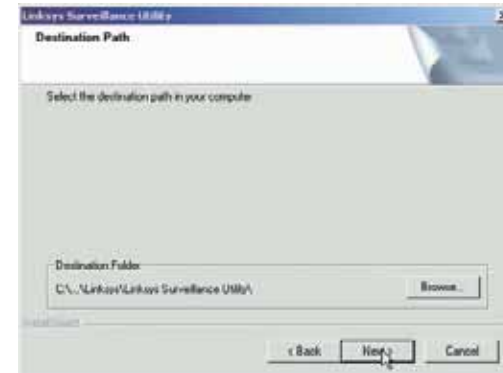 Linksys Surveillance Utility
Destination Path
Select the destination path in your computer
Destination Folder
C:\...\Linksys\Linksys Surveillance Utility\
Browse...
InstallShield
< Back
Next >
Cancel